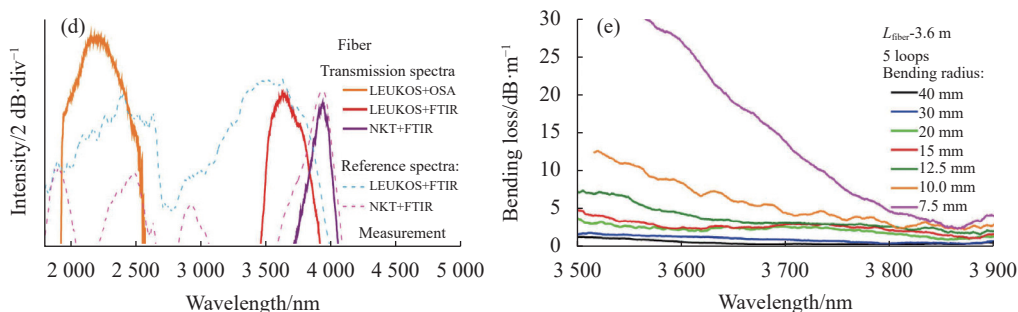 (d)
Fiber
Transmission spectra
LEUKOS+OSA
LEUKOS+FTIR
NKT+FTIR
Reference spectra:
LEUKOS+FTIR
NKT+FTIR
Measurement
Intensity/2 dB·div⁻¹
2 000 2 500 3 000 3 500 4 000 4 500 5 000
Wavelength/nm
(e)
L_fiber-3.6 m
5 loops
Bending radius:
40 mm
30 mm
20 mm
15 mm
12.5 mm
10.0 mm
7.5 mm
Bending loss/dB·m⁻¹
30
25
20
15
10
5
0
3 500 3 600 3 700 3 800 3 900
Wavelength/nm